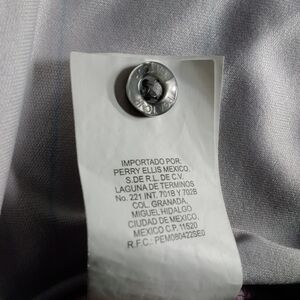 IMPORTADO POR:
PERRY ELLIS MEXICO,
S.DE R.L. DE C.V.
LAGUNA DE TERMINOS
No. 221 INT. 701B Y 702B
COL. GRANADA,
MIGUEL HIDALGO
CIUDAD DE MEXICO,
MEXICO C.P. 11520
R.F.C.: PEM080422SE0